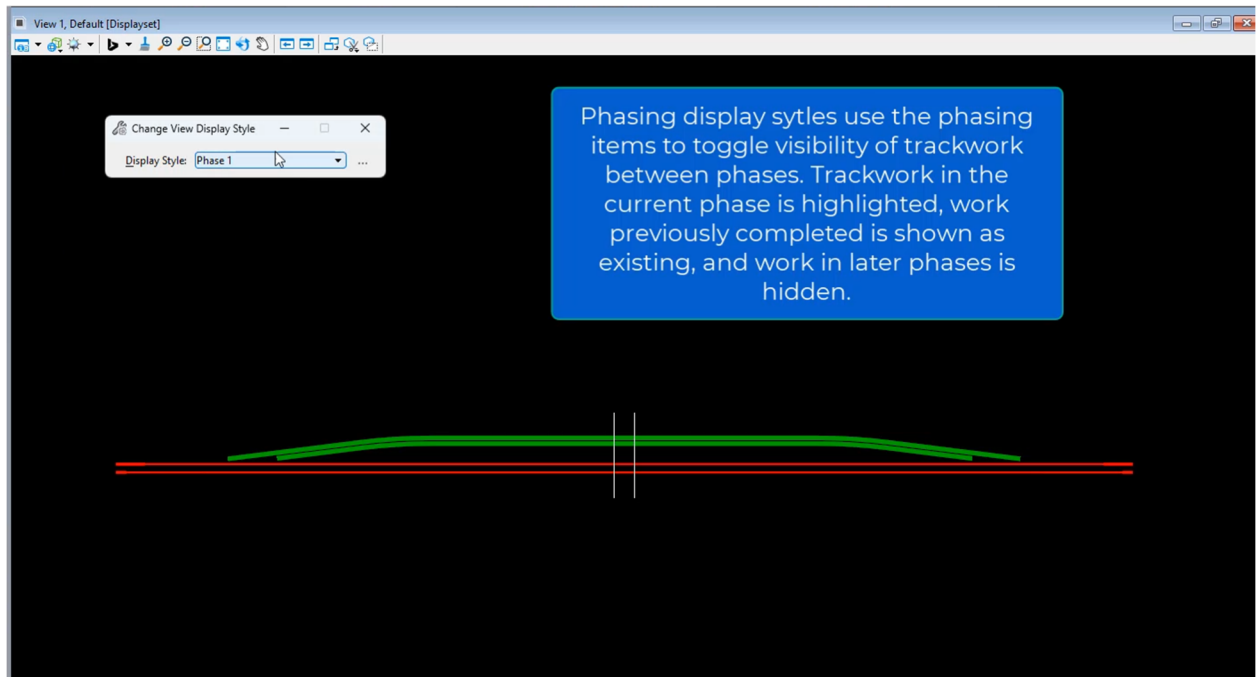 View 1, Default [Displayset]
Change View Display Style
Display Style: Phase 1
...
Phasing display sytles use the phasing
items to toggle visibility of trackwork
between phases. Trackwork in the
current phase is highlighted, work
previously completed is shown as
existing, and work in later phases is
hidden.